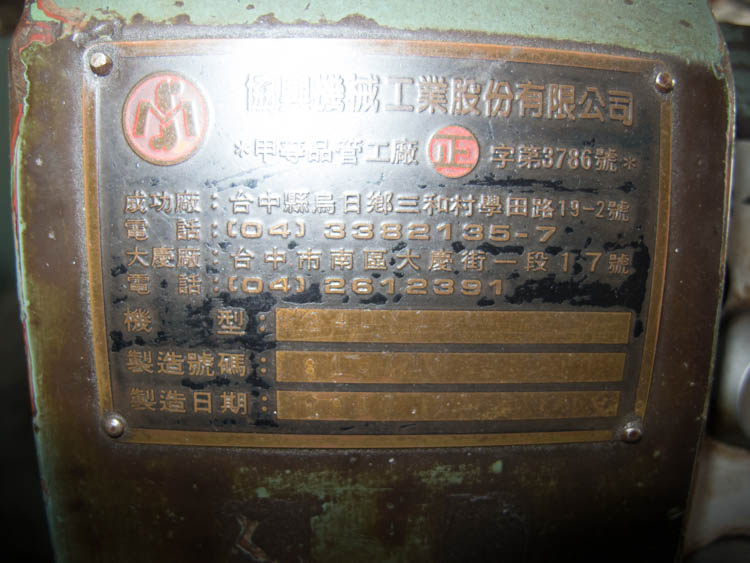 協興機械工業股份有限公司
*甲等品管工廠 正 字第3786號*
成功廠：台中縣烏日鄉三和村學田路19-2號
電話：(04) 3382135-7
大慶廠：台中市南區大慶街一段17號
電話：(04) 2612391
機型：
製造號碼：
製造日期：